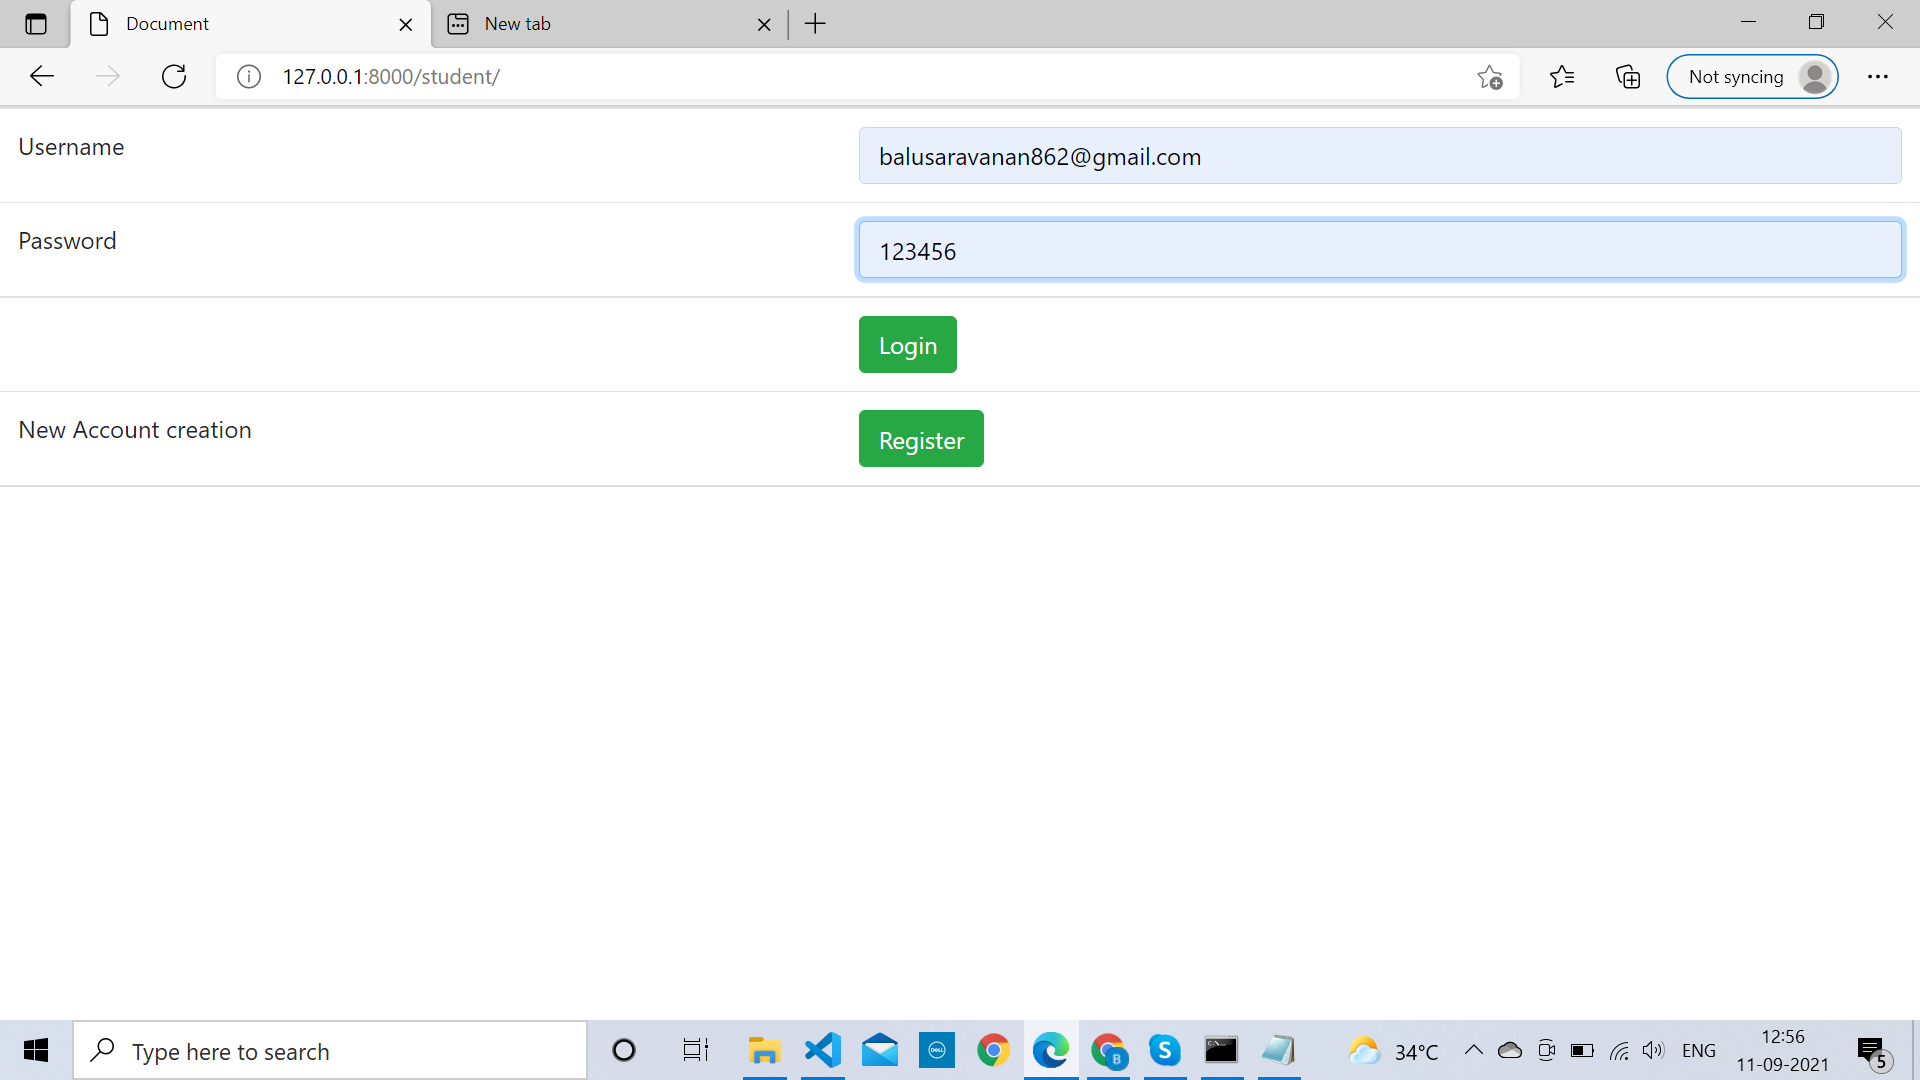 Document
New tab
127.0.0.1:8000/student/
Not syncing
Username
balusaravanan862@gmail.com
Password
123456
Login
New Account creation
Register
Type here to search
DELL
B
S
34°C
ENG
12:56
11-09-2021
5